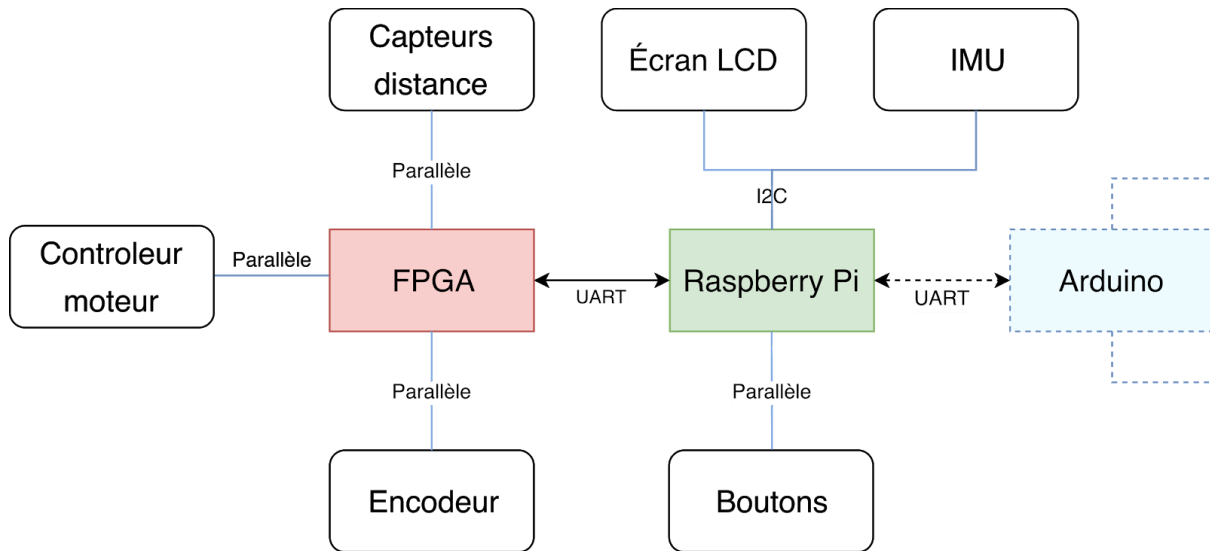 Capteurs
distance
Écran LCD
IMU
Parallèle
I2C
Controleur
moteur
Parallèle
FPGA
UART
Raspberry Pi
UART
Arduino
Parallèle
Parallèle
Encodeur
Boutons